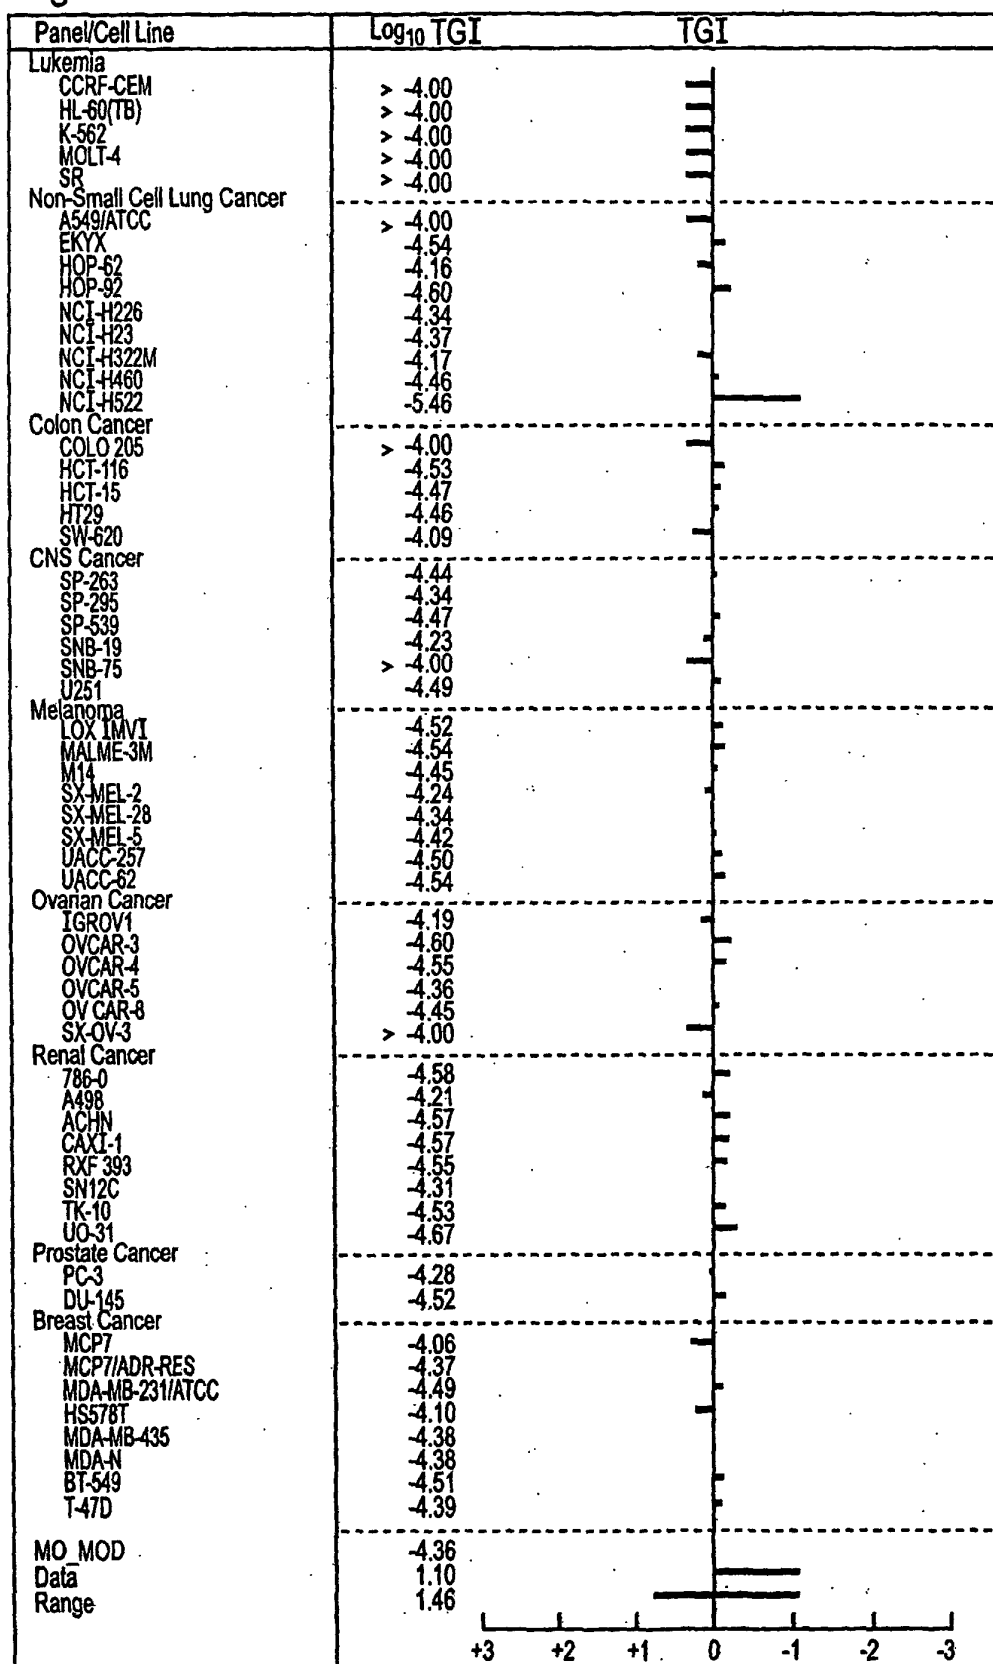 Panel/Cell Line Log10 TGI TGI
Lukemia
CCRF-CEM > -4.00
HL-60(TB) > -4.00
K-562 > -4.00
MOLT-4 > -4.00
SR > -4.00
Non-Small Cell Lung Cancer
A549/ATCC > -4.00
EKYX -4.54
HOP-62 -4.16
HOP-92 -4.60
NCI-H226 -4.34
NCI-H23 -4.37
NCI-H322M -4.17
NCI-H460 -4.46
NCI-H522 -5.46
Colon Cancer
COLO 205 > -4.00
HCT-116 -4.53
HCT-15 -4.47
HT29 -4.46
SW-620 -4.09
CNS Cancer
SP-263 -4.44
SP-295 -4.34
SP-539 -4.47
SNB-19 -4.23
SNB-75 > -4.00
U251 -4.49
Melanoma
LOX IMVI -4.52
MALME-3M -4.54
M14 -4.45
SX-MEL-2 -4.24
SX-MEL-28 -4.34
SX-MEL-5 -4.42
UACC-257 -4.50
UACC-62 -4.54
Ovarian Cancer
IGROV1 -4.19
OVCAR-3 -4.60
OVCAR-4 -4.55
OVCAR-5 -4.36
OV CAR-8 -4.45
SX-OV-3 > -4.00
Renal Cancer
786-0 -4.58
A498 -4.21
ACHN -4.57
CAXI-1 -4.57
RXF 393 -4.55
SN12C -4.31
TK-10 -4.53
UO-31 -4.67
Prostate Cancer
PC-3 -4.28
DU-145 -4.52
Breast Cancer
MCP7 -4.06
MCP7/ADR-RES -4.37
MDA-MB-231/ATCC -4.49
HS578T -4.10
MDA-MB-435 -4.38
MDA-N -4.38
BT-549 -4.51
T-47D -4.39
MO_MOD -4.36
Data 1.10
Range 1.46
+3 +2 +1 0 -1 -2 -3